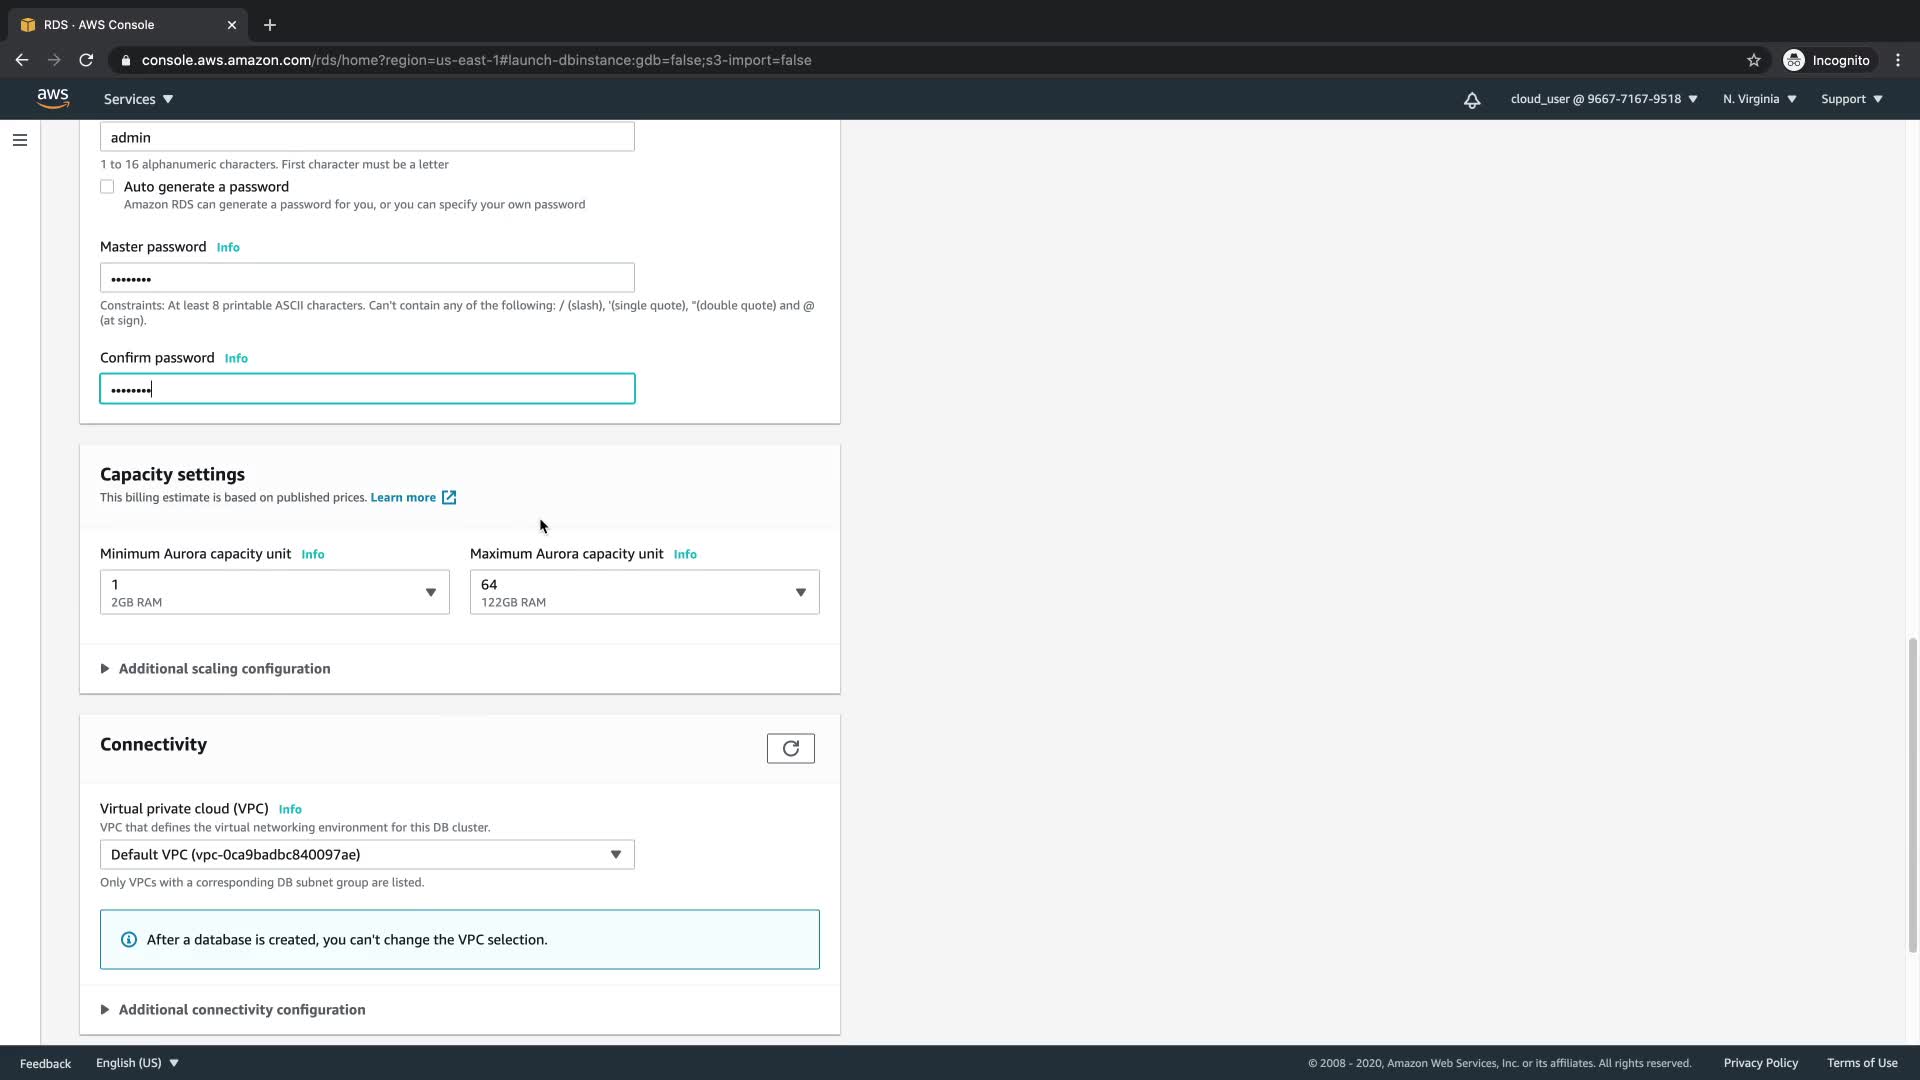 RDS · AWS Console
console.aws.amazon.com/rds/home?region=us-east-1#launch-dbinstance:gdb=false;s3-import=false
Incognito
aws
Services
cloud_user @ 9667-7167-9518
N. Virginia
Support
admin
1 to 16 alphanumeric characters. First character must be a letter
Auto generate a password
Amazon RDS can generate a password for you, or you can specify your own password
Master password Info
••••••••
Constraints: At least 8 printable ASCII characters. Can't contain any of the following: / (slash), '(single quote), "(double quote) and @
(at sign).
Confirm password Info
••••••••
Capacity settings
This billing estimate is based on published prices. Learn more
Minimum Aurora capacity unit Info
Maximum Aurora capacity unit Info
1
2GB RAM
64
122GB RAM
Additional scaling configuration
Connectivity
Virtual private cloud (VPC) Info
VPC that defines the virtual networking environment for this DB cluster.
Default VPC (vpc-0ca9badbc840097ae)
Only VPCs with a corresponding DB subnet group are listed.
After a database is created, you can't change the VPC selection.
Additional connectivity configuration
Feedback
English (US)
© 2008 - 2020, Amazon Web Services, Inc. or its affiliates. All rights reserved.
Privacy Policy
Terms of Use